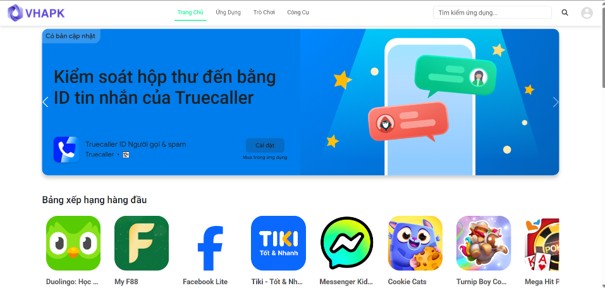 VHAPK
Trang Chủ
Ứng Dụng
Trò Chơi
Công Cụ
Tìm kiếm ứng dụng...
Có bản cập nhật
Kiểm soát hộp thư đến bằng
ID tin nhắn của Truecaller
Truecaller ID Người gọi & spam
Truecaller
Cài đặt
Mua trong ứng dụng
Bảng xếp hạng hàng đầu
F
f
TIKI
Tốt & Nhanh
K
A
Duolingo: Học ...
My F88
Facebook Lite
Tiki - Tốt & Nh...
Messenger Kid...
Cookie Cats
Turnip Boy Co...
Mega Hit F